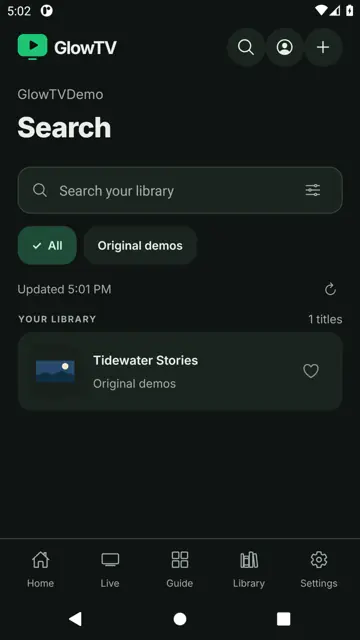 5:02
GlowTV
GlowTVDemo
Search
Search your library
All
Original demos
Updated 5:01 PM
YOUR LIBRARY
1 titles
Tidewater Stories
Original demos
Home
Live
Guide
Library
Settings